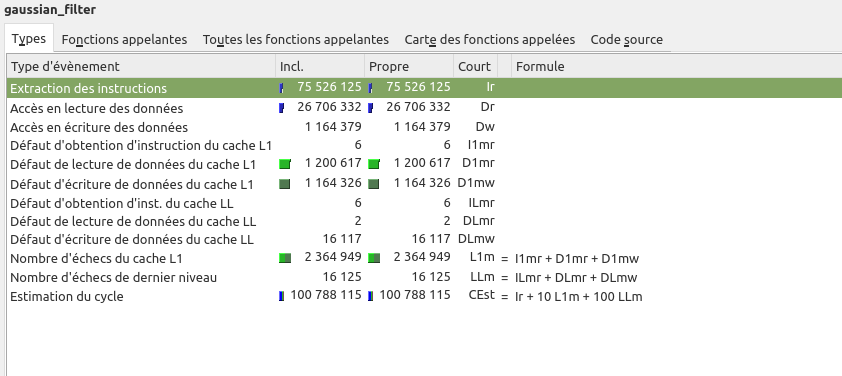 gaussian_filter
Types Fonctions appelantes Toutes les fonctions appelantes Carte des fonctions appelées Code source
Type d'évènement Incl. Propre Court Formule
Extraction des instructions 75 526 125 75 526 125 Ir
Accès en lecture des données 26 706 332 26 706 332 Dr
Accès en écriture des données 1 164 379 1 164 379 Dw
Défaut d'obtention d'instruction du cache L1 6 6 I1mr
Défaut de lecture de données du cache L1 1 200 617 1 200 617 D1mr
Défaut d'écriture de données du cache L1 1 164 326 1 164 326 D1mw
Défaut d'obtention d'inst. du cache LL 6 6 ILmr
Défaut de lecture de données du cache LL 2 2 DLmr
Défaut d'écriture de données du cache LL 16 117 16 117 DLmw
Nombre d'échecs du cache L1 2 364 949 2 364 949 L1m = I1mr + D1mr + D1mw
Nombre d'échecs de dernier niveau 16 125 16 125 LLm = ILmr + DLmr + DLmw
Estimation du cycle 100 788 115 100 788 115 CEst = Ir + 10 L1m + 100 LLm